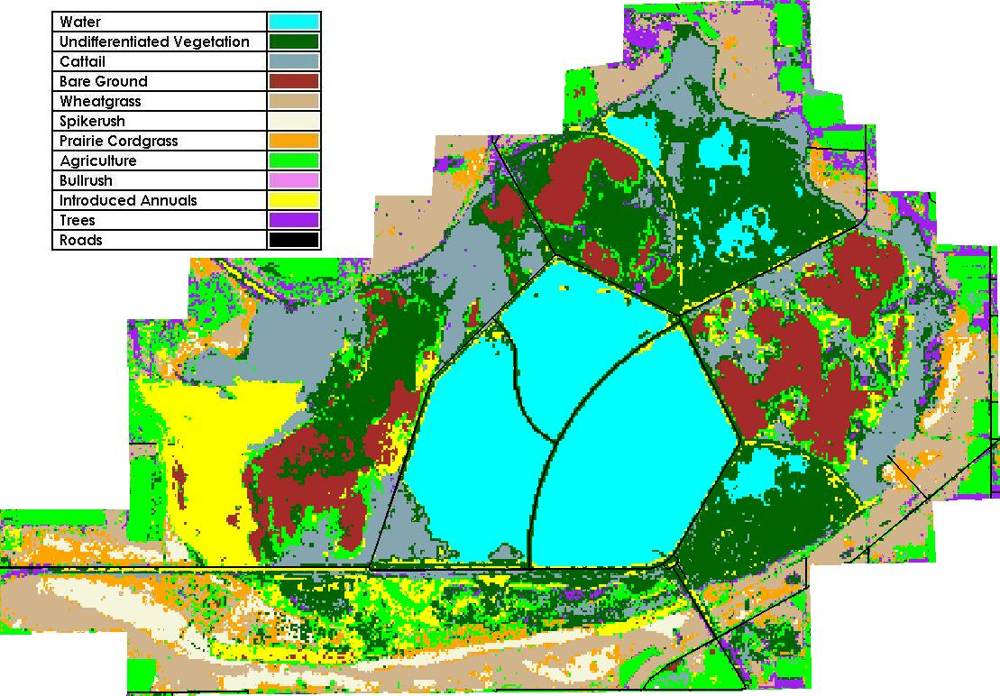 Water
Undifferentiated Vegetation
Cattail
Bare Ground
Wheatgrass
Spikerush
Prairie Cordgrass
Agriculture
Bullrush
Introduced Annuals
Trees
Roads